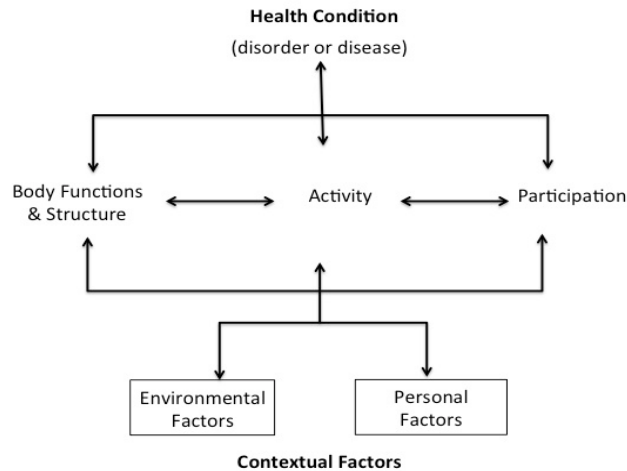 Health Condition
(disorder or disease)
Body Functions
& Structure
Activity
Participation
Environmental
Factors
Personal
Factors
Contextual Factors